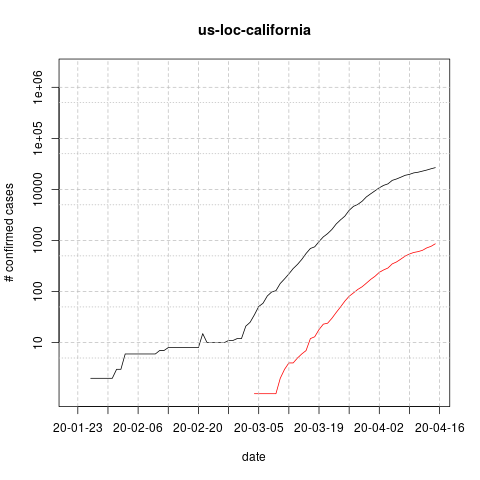 us-loc-california
# confirmed cases
1e+06
1e+05
10000
1000
100
10
20-01-23 20-02-06 20-02-20 20-03-05 20-03-19 20-04-02 20-04-16
date